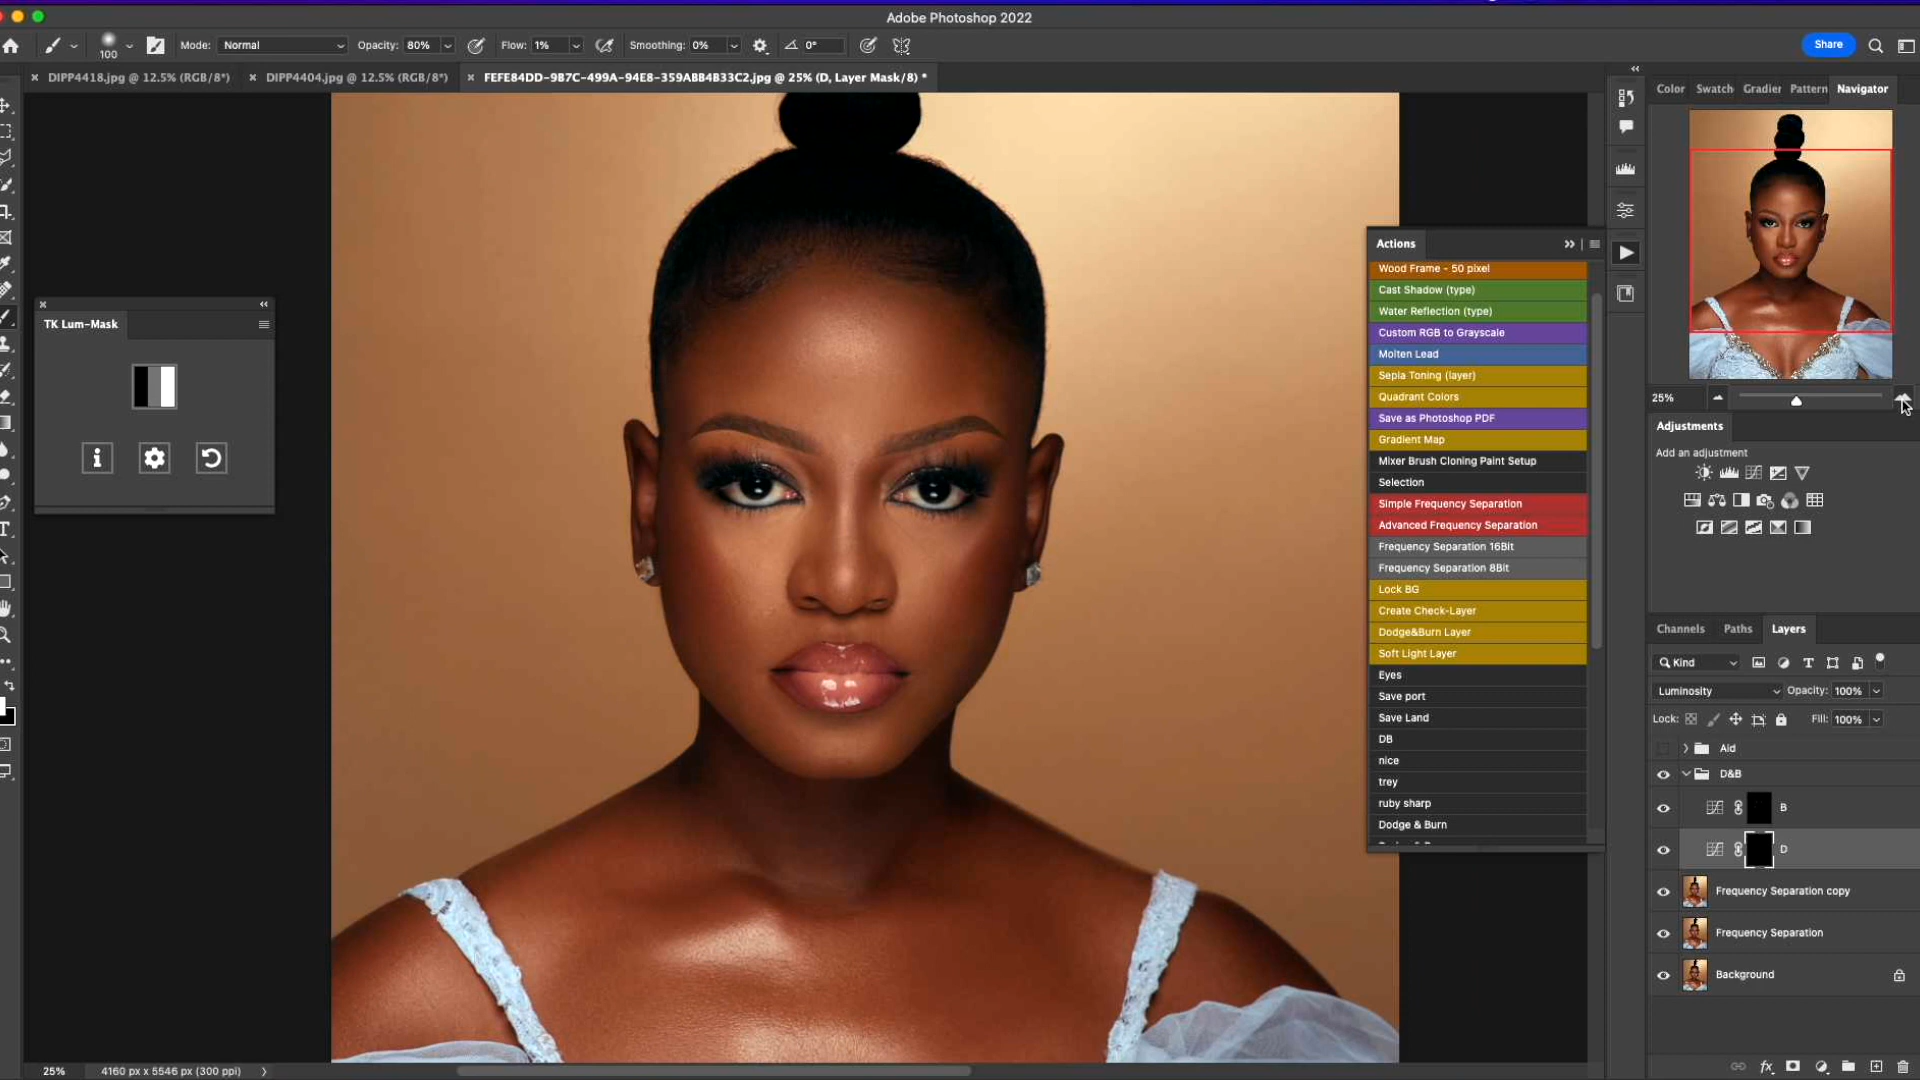 Adobe Photoshop 2022
100 Mode: Normal Opacity: 80% Flow: 1% Smoothing: 0% 0° Share
DIPP4418.jpg @ 12.5% (RGB/8*) DIPP4404.jpg @ 12.5% (RGB/8*) FEFE84DD-9B7C-499A-94E8-359ABB4B33C2.jpg @ 25% (D, Layer Mask/8) *
Color Swatch Gradier Pattern Navigator
25%
TK Lum-Mask
Actions
Wood Frame - 50 pixel
Cast Shadow (type)
Water Reflection (type)
Custom RGB to Grayscale
Molten Lead
Sepia Toning (layer)
Quadrant Colors
Save as Photoshop PDF
Gradient Map
Mixer Brush Cloning Paint Setup
Selection
Simple Frequency Separation
Advanced Frequency Separation
Frequency Separation 16Bit
Frequency Separation 8Bit
Lock BG
Create Check-Layer
Dodge&Burn Layer
Soft Light Layer
Eyes
Save port
Save Land
DB
nice
trey
ruby sharp
Dodge & Burn
Adjustments
Add an adjustment
Channels Paths Layers
Kind
Luminosity Opacity: 100%
Lock: Fill: 100%
Aid
D&B
B
D
Frequency Separation copy
Frequency Separation
Background
25% 4160 px x 5546 px (300 ppi)